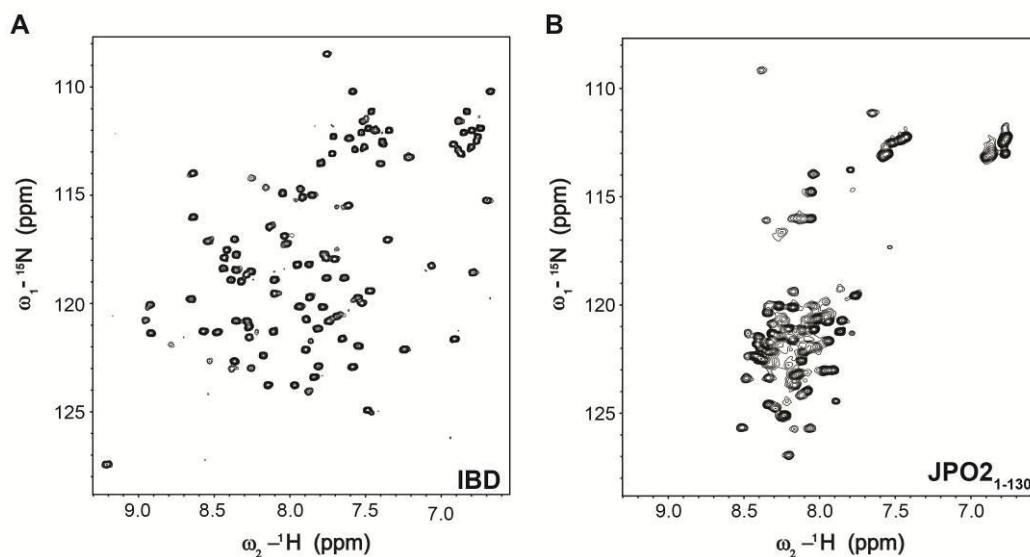 A
110
115
120
125
ω₁ - ¹⁵N (ppm)
9.0 8.5 8.0 7.5 7.0
ω₂ - ¹H (ppm)
IBD
B
110
115
120
125
ω₁ - ¹⁵N (ppm)
9.0 8.5 8.0 7.5 7.0
ω₂ - ¹H (ppm)
JPO2₁₋₁₃₀